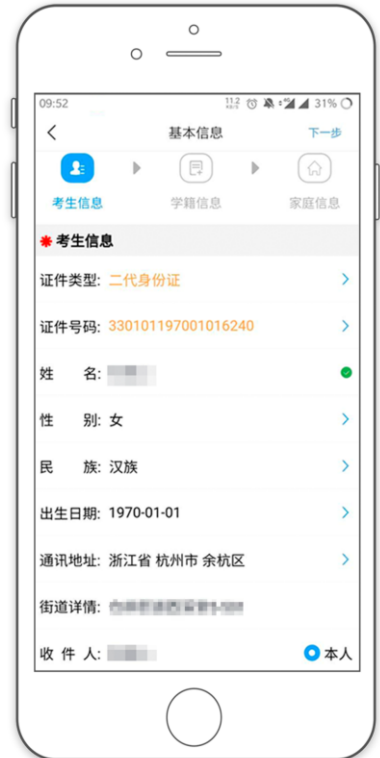 09:52 11.2 KB/S 31%
基本信息 下一步
考生信息 学籍信息 家庭信息
* 考生信息
证件类型: 二代身份证
证件号码: 330101197001016240
姓 名:
性 别: 女
民 族: 汉族
出生日期: 1970-01-01
通讯地址: 浙江省 杭州市 余杭区
街道详情:
收 件 人: 本人